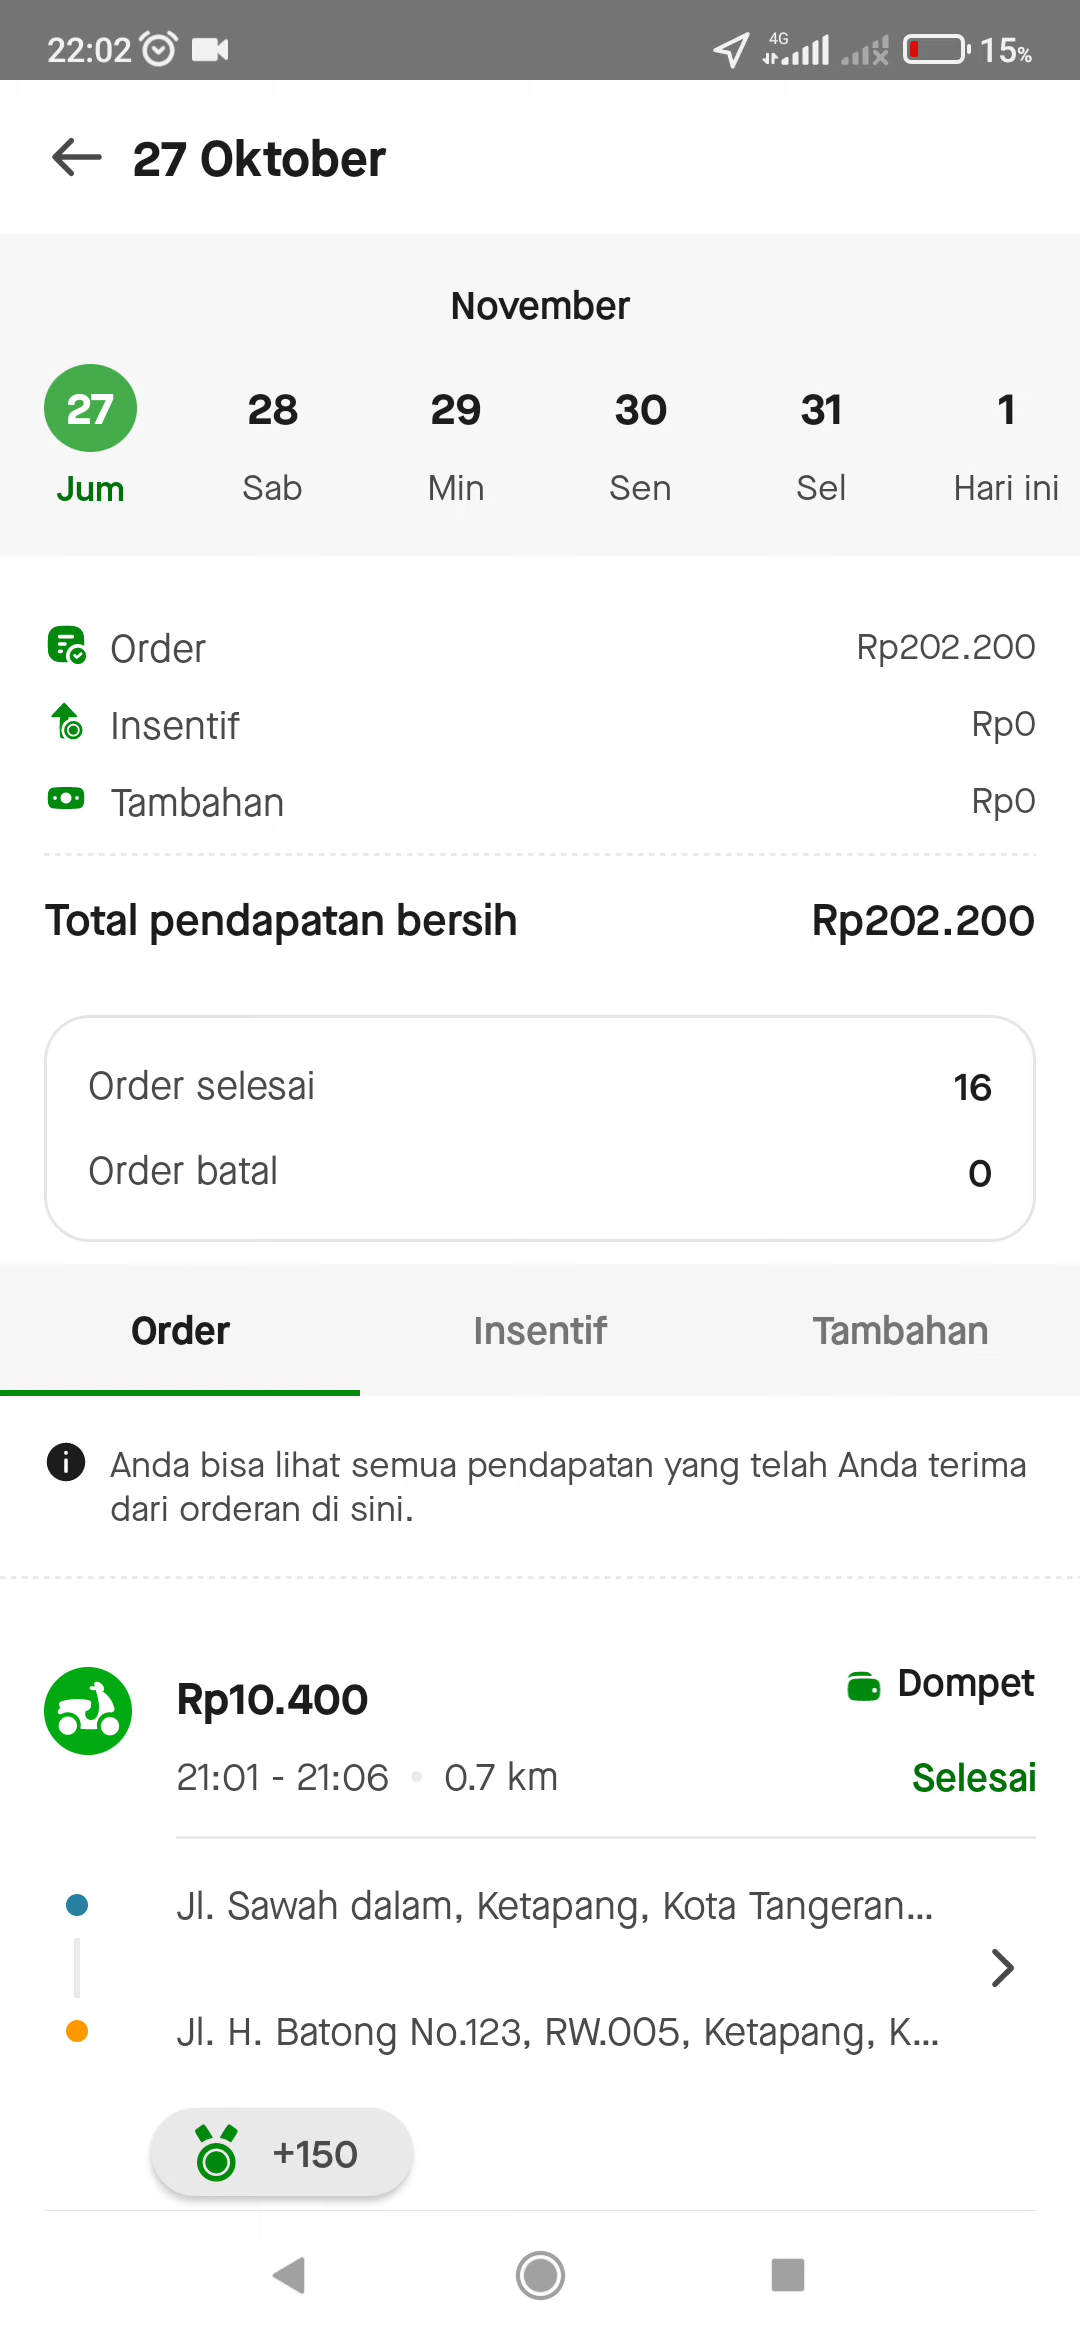 22:02 4G 15%
27 Oktober
November
27 28 29 30 31 1
Jum Sab Min Sen Sel Hari ini
Order Rp202.200
Insentif Rp0
Tambahan Rp0
Total pendapatan bersih Rp202.200
Order selesai 16
Order batal 0
Order Insentif Tambahan
Anda bisa lihat semua pendapatan yang telah Anda terima
dari orderan di sini.
Rp10.400 Dompet
21:01 - 21:06 • 0.7 km Selesai
Jl. Sawah dalam, Ketapang, Kota Tangeran...
Jl. H. Batong No.123, RW.005, Ketapang, K...
+150